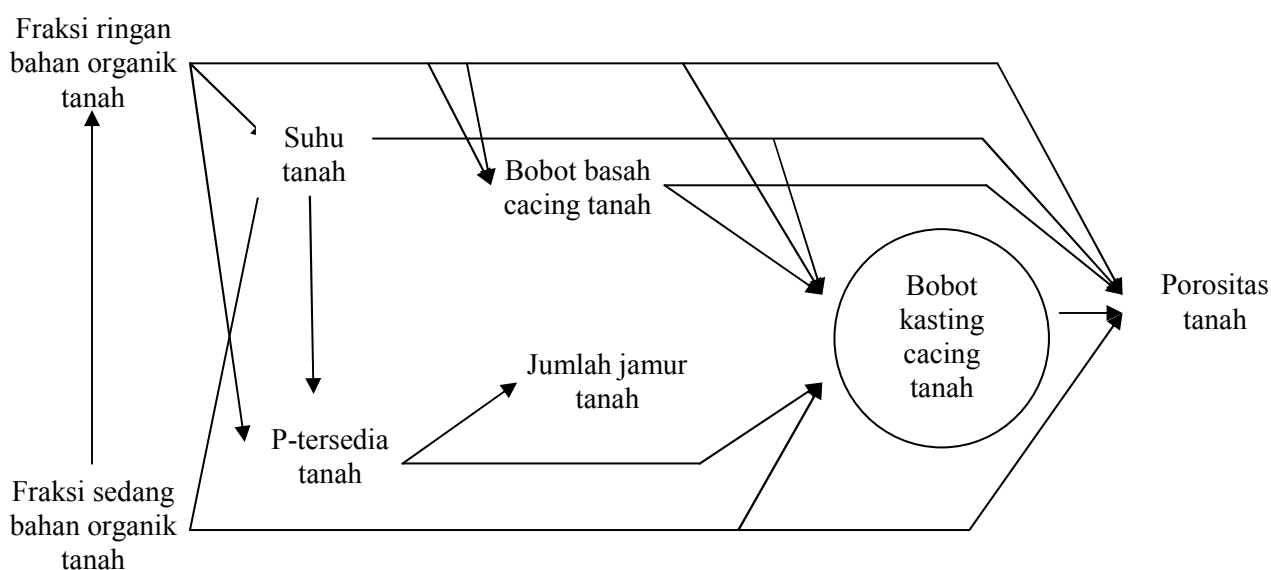 Fraksi ringan
bahan organik
tanah
Suhu
tanah
Bobot basah
cacing tanah
Bobot
kasting
cacing
tanah
Porositas
tanah
Jumlah jamur
tanah
P-tersedia
tanah
Fraksi sedang
bahan organik
tanah